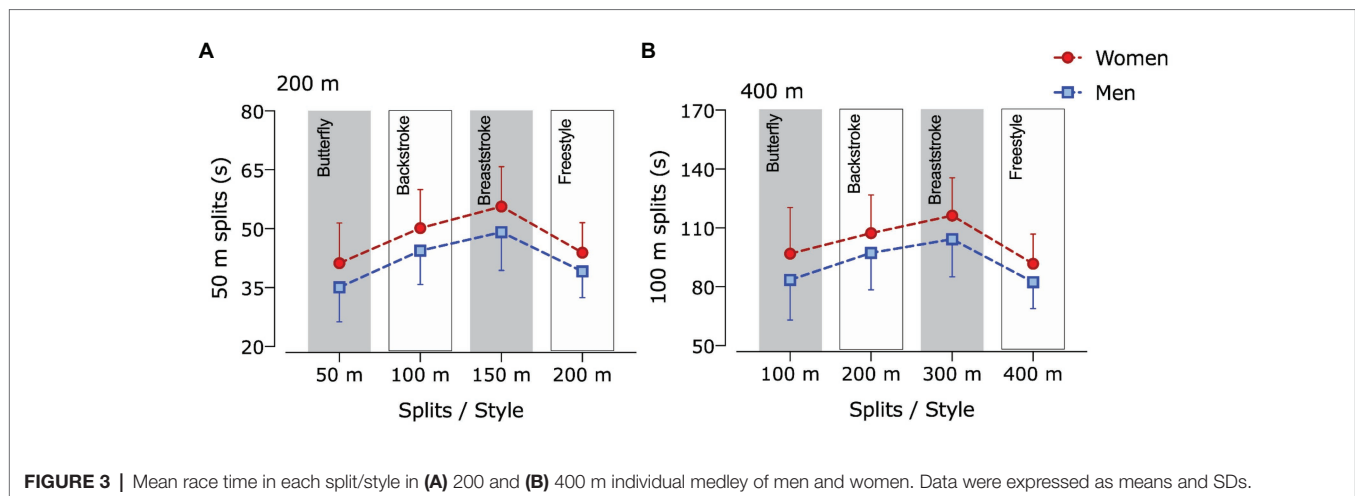 A
200 m
80
65
50
35
20
50 m splits (s)
Butterfly
Backstroke
Breaststroke
Freestyle
50 m 100 m 150 m 200 m
Splits / Style
B
400 m
170
140
110
80
50
100 m splits (s)
Butterfly
Backstroke
Breaststroke
Freestyle
100 m 200 m 300 m 400 m
Splits / Style
Women
Men
FIGURE 3 | Mean race time in each split/style in (A) 200 and (B) 400 m individual medley of men and women. Data were expressed as means and SDs.